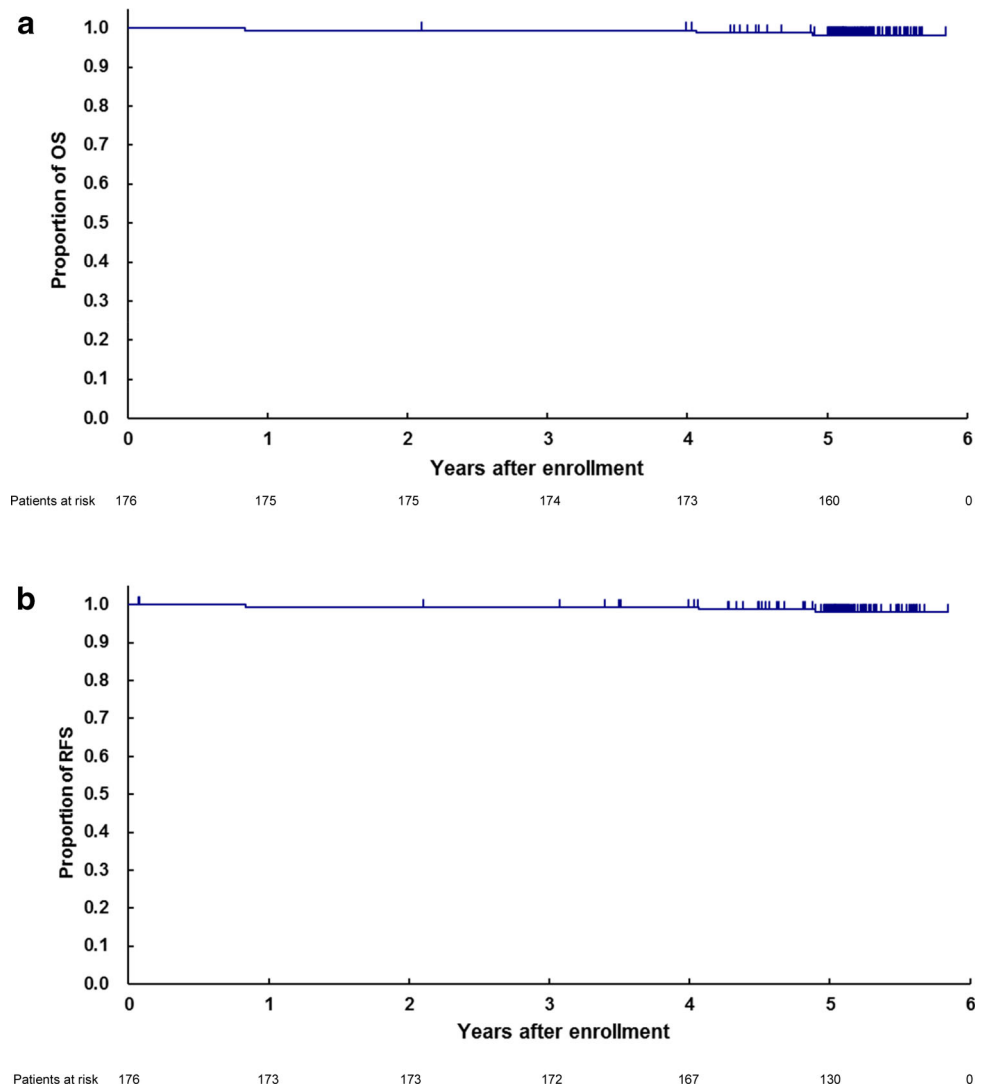 a
Proportion of OS
1.0
0.9
0.8
0.7
0.6
0.5
0.4
0.3
0.2
0.1
0.0
0 1 2 3 4 5 6
Years after enrollment
Patients at risk 176 175 175 174 173 160 0
b
Proportion of RFS
1.0
0.9
0.8
0.7
0.6
0.5
0.4
0.3
0.2
0.1
0.0
0 1 2 3 4 5 6
Years after enrollment
Patients at risk 176 173 173 172 167 130 0